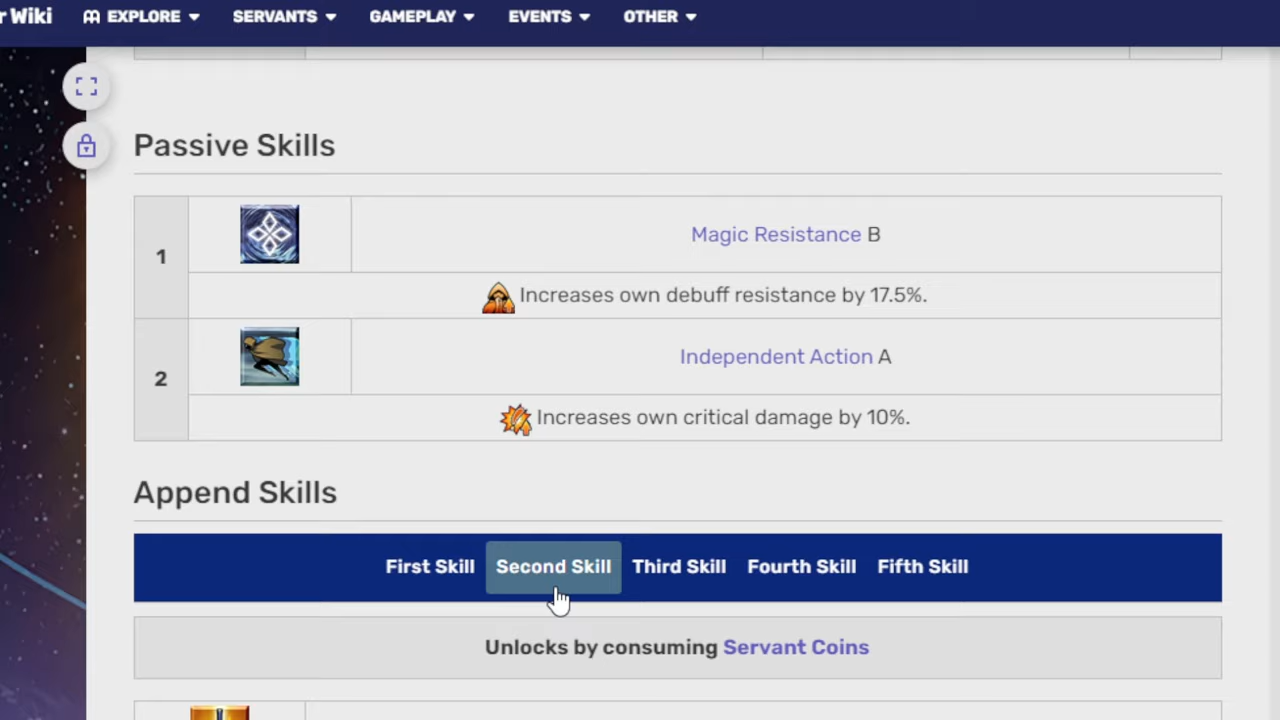 r Wiki EXPLORE SERVANTS GAMEPLAY EVENTS OTHER
Passive Skills
1
Magic Resistance B
Increases own debuff resistance by 17.5%.
2
Independent Action A
Increases own critical damage by 10%.
Append Skills
First Skill Second Skill Third Skill Fourth Skill Fifth Skill
Unlocks by consuming Servant Coins